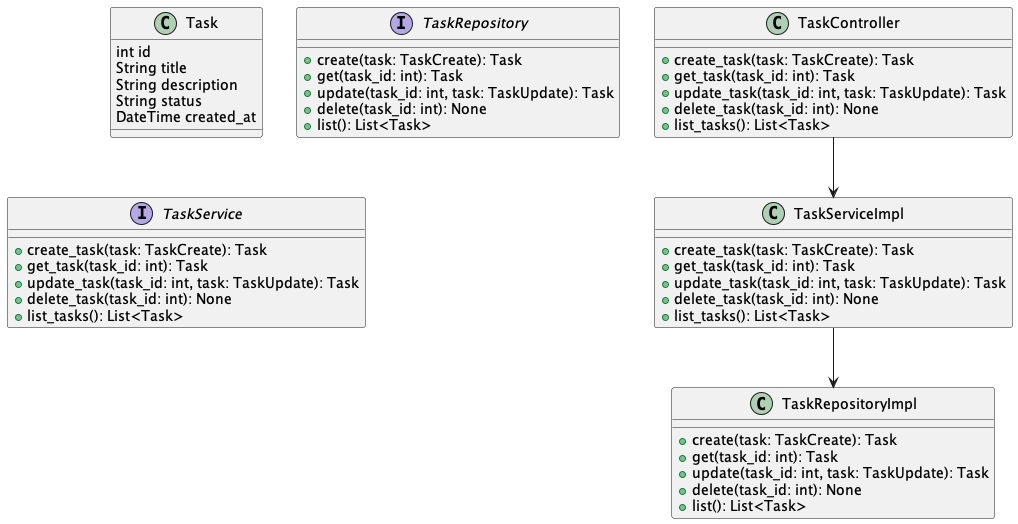 C Task
int id
String title
String description
String status
DateTime created_at
I TaskRepository
create(task: TaskCreate): Task
get(task_id: int): Task
update(task_id: int, task: TaskUpdate): Task
delete(task_id: int): None
list(): List<Task>
C TaskController
create_task(task: TaskCreate): Task
get_task(task_id: int): Task
update_task(task_id: int, task: TaskUpdate): Task
delete_task(task_id: int): None
list_tasks(): List<Task>
I TaskService
create_task(task: TaskCreate): Task
get_task(task_id: int): Task
update_task(task_id: int, task: TaskUpdate): Task
delete_task(task_id: int): None
list_tasks(): List<Task>
C TaskServiceImpl
create_task(task: TaskCreate): Task
get_task(task_id: int): Task
update_task(task_id: int, task: TaskUpdate): Task
delete_task(task_id: int): None
list_tasks(): List<Task>
C TaskRepositoryImpl
create(task: TaskCreate): Task
get(task_id: int): Task
update(task_id: int, task: TaskUpdate): Task
delete(task_id: int): None
list(): List<Task>